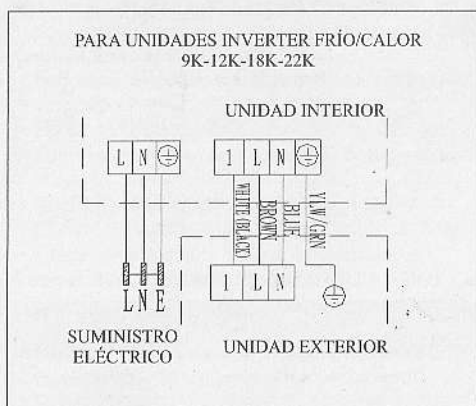 PARA UNIDADES INVERTER FRÍO/CALOR
9K-12K-18K-22K
UNIDAD INTERIOR
L N
1 L N
WHITE (BLACK)
BROWN
BLUE
YLW/GRN
L N
L N E
SUMINISTRO
ELÉCTRICO
UNIDAD EXTERIOR